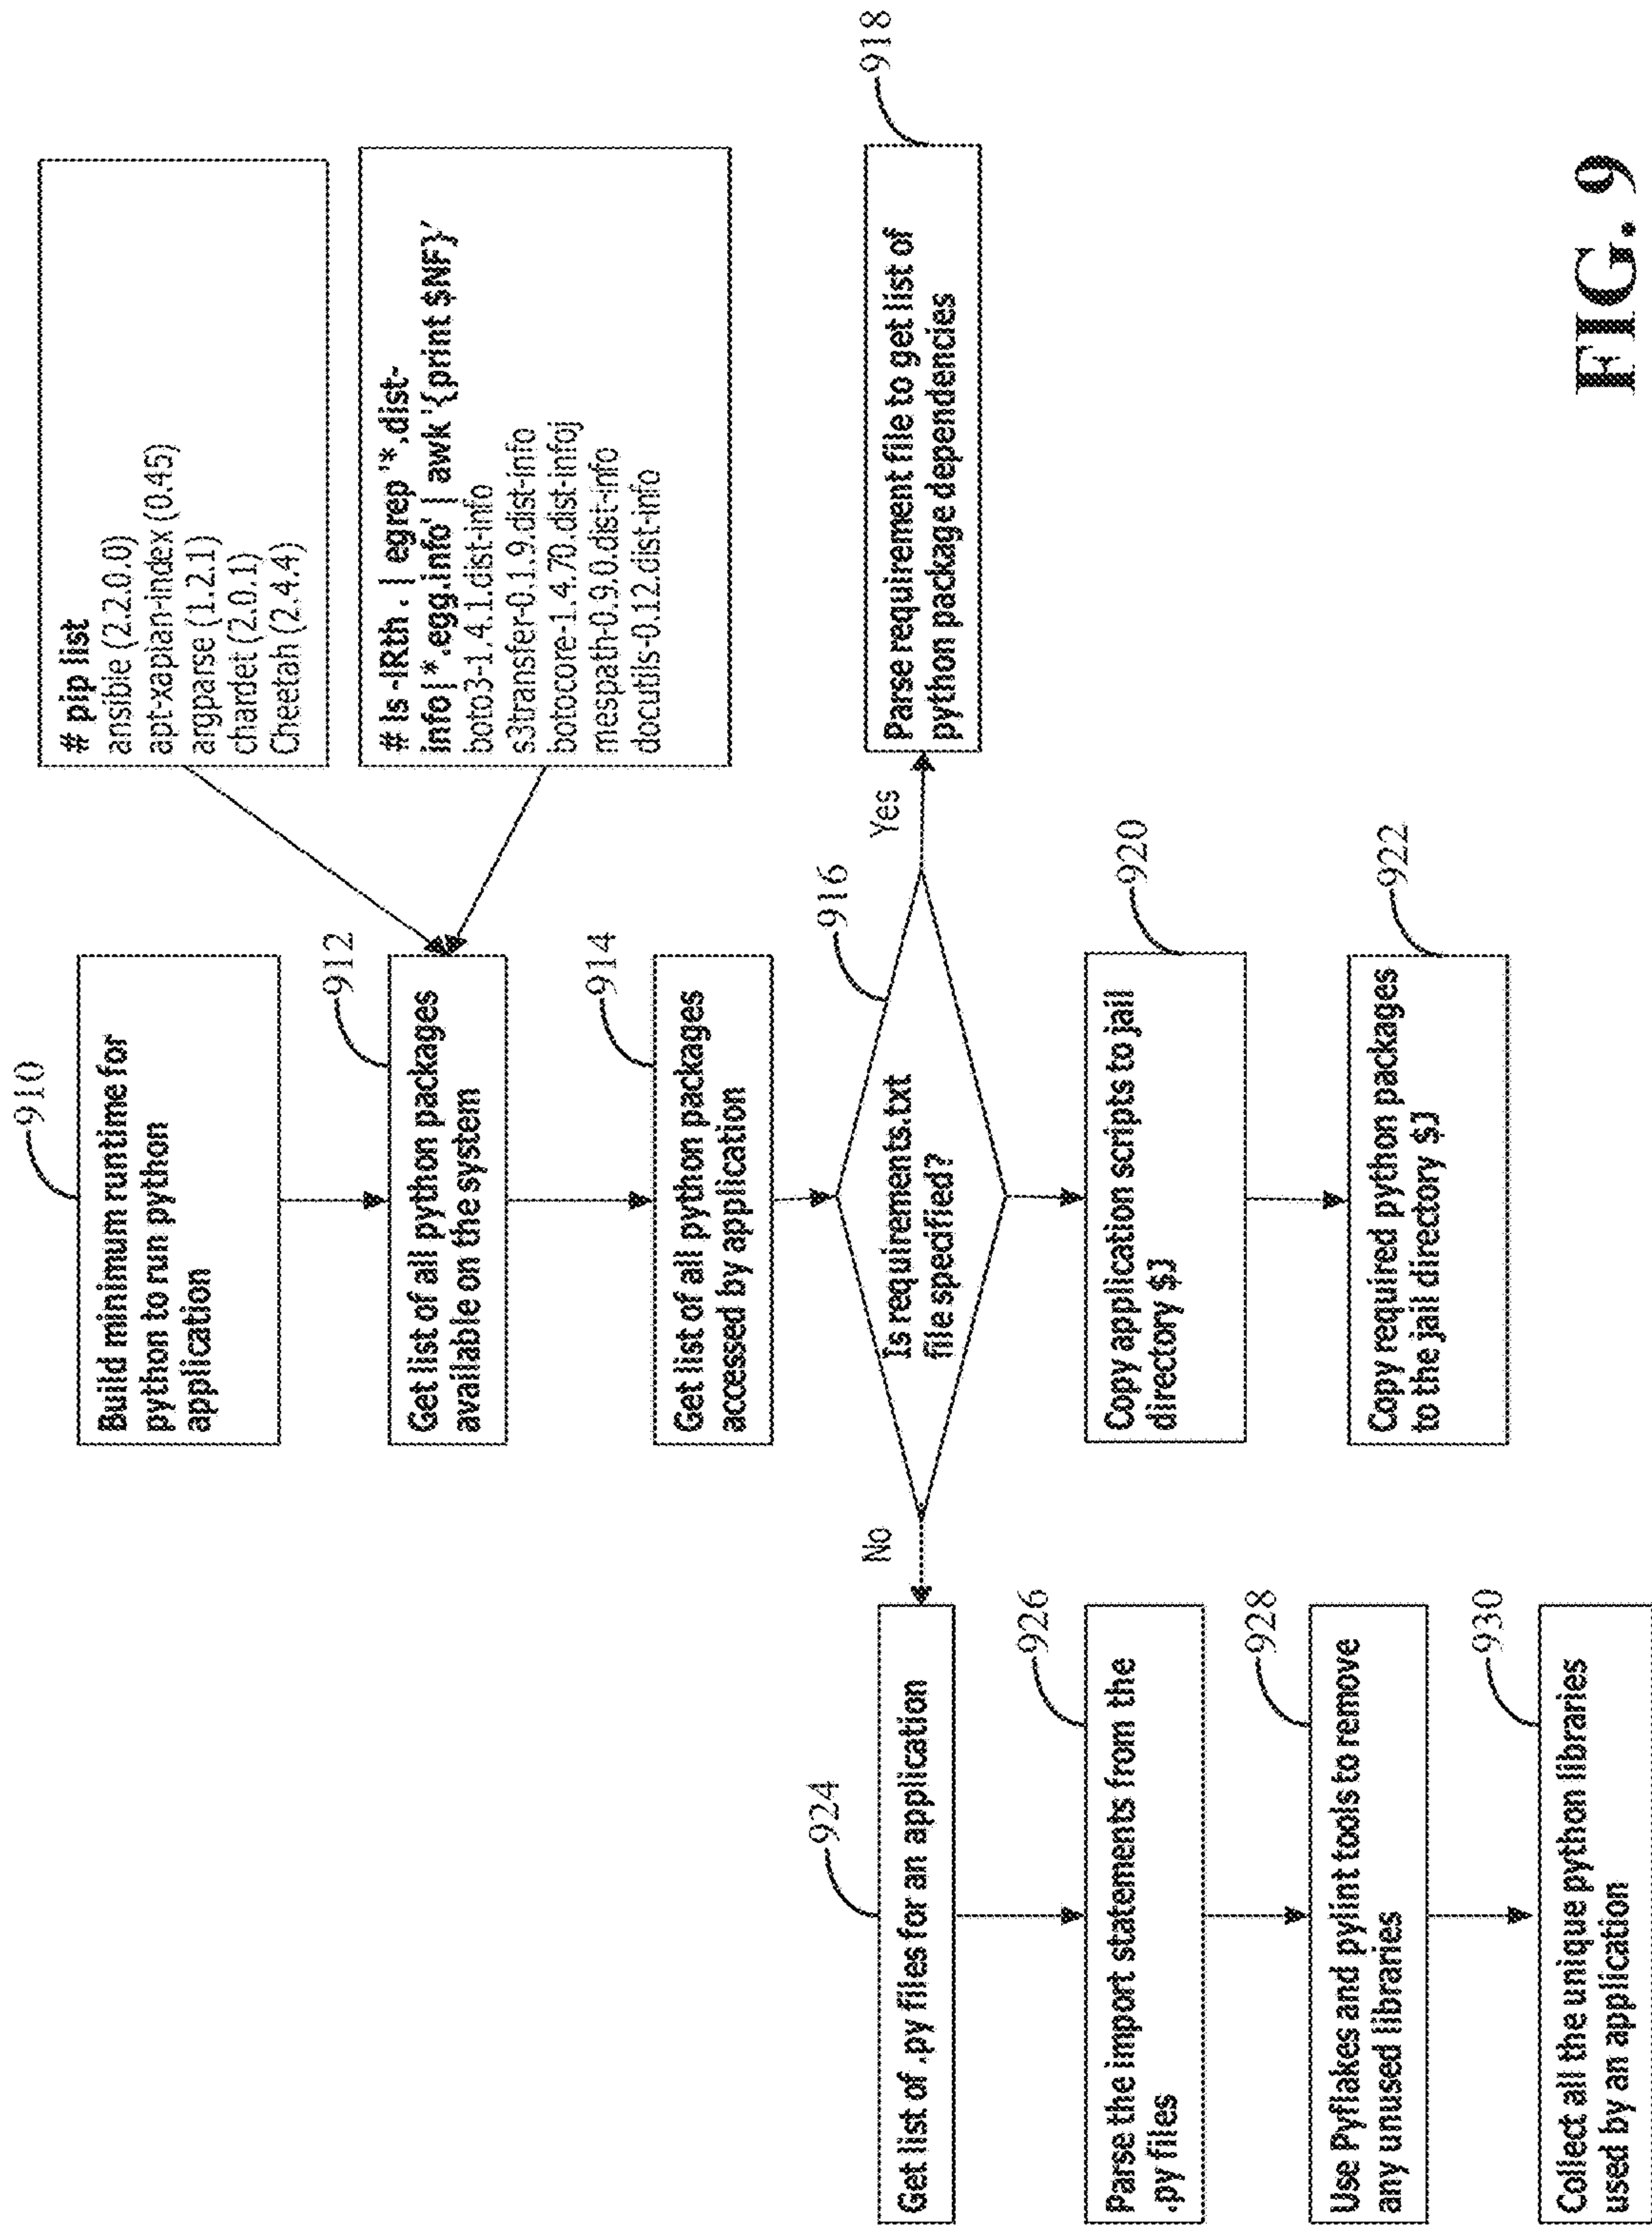 910
Build minimum runtime for
python to run python
application
# pip list
ansible (2.2.0.0)
apt-xapian-index (0.45)
argparse (1.2.1)
chardet (2.0.1)
Cheetah (2.4.4)
912
Get list of all python packages
available on the system
# ls -lRth . | egrep '*.dist-
info|*.egg.info' | awk '{print $NF}'
boto3-1.4.1.dist-info
s3transfer-0.1.9.dist-info
botocore-1.4.70.dist-infoj
mespath-0.9.0.dist-info
docutils-0.12.dist-info
914
Get list of all python packages
accessed by application
916
Is requirements.txt
file specified?
Yes
918
Parse requirement file to get list of
python package dependencies
920
Copy application scripts to jail
directory $J
922
Copy required python packages
to the jail directory $J
No
924
Get list of .py files for an application
926
Parse the import statements from the
.py files
928
Use Pyflakes and pylint tools to remove
any unused libraries
930
Collect all the unique python libraries
used by an application
FIG. 9